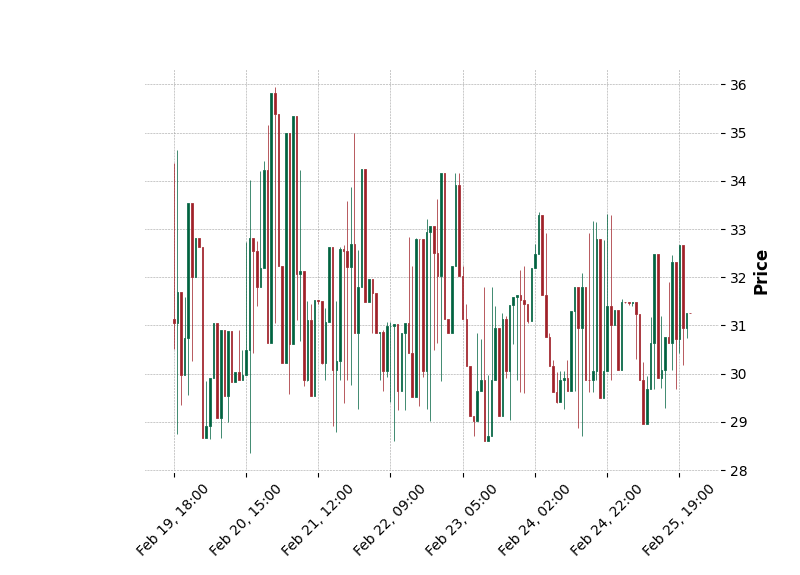 36
35
34
33
32
31
30
29
28
Price
Feb 19, 18:00
Feb 20, 15:00
Feb 21, 12:00
Feb 22, 09:00
Feb 23, 05:00
Feb 24, 02:00
Feb 24, 22:00
Feb 25, 19:00